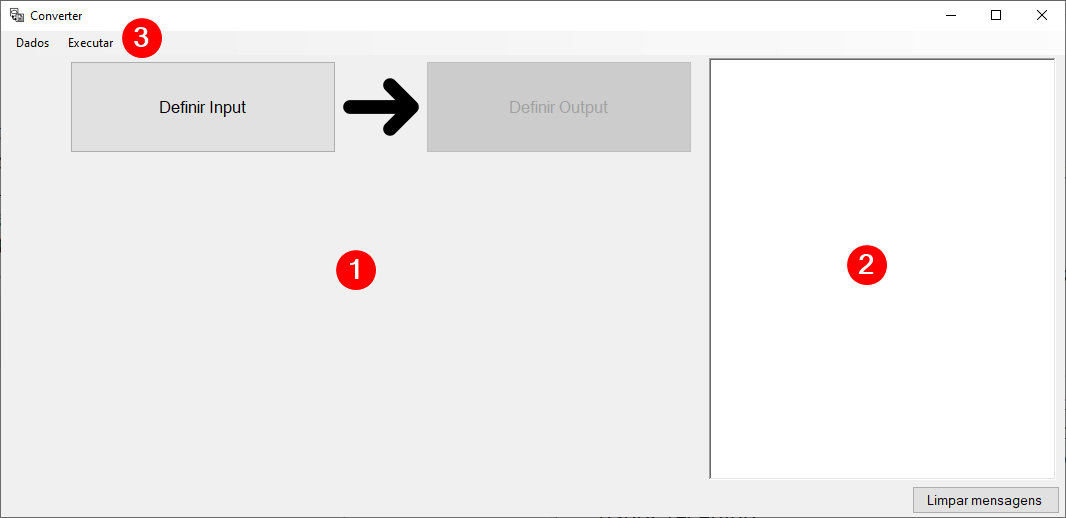 Converter
Dados Executar 3
Definir Input Definir Output
1
2
Limpar mensagens